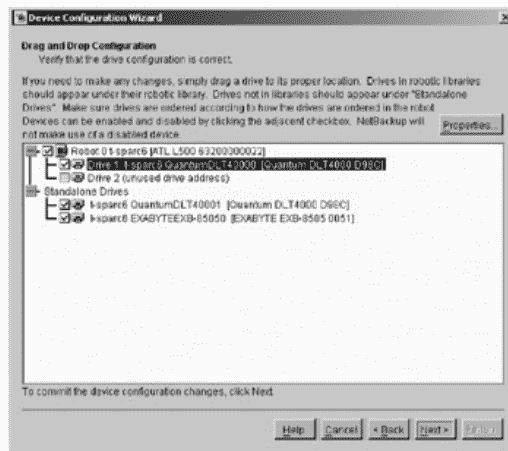 Device Configuration Wizard
Drag and Drop Configuration
Verify that the drive configuration is correct.
If you need to make any changes, simply drag a drive to its proper location. Drives in robotic libraries
should appear under their robotic library. Drives not in libraries should appear under "Standalone
Drives". Make sure drives are ordered according to how the drives are ordered in the robot
Devices can be enabled and disabled by clicking the adjacent checkbox. NetBackup will
not make use of a disabled device.
Properties...
Robot 0 t-sparc6 [ATL L500 63200000022]
Drive 1 t-sparc6 QuantumDLT40000 [Quantum DLT4000 D98C]
Drive 2 (unused drive address)
Standalone Drives
t-sparc6 QuantumDLT40001 [Quantum DLT4000 D98C]
t-sparc6 EXABYTEEXB-85050 [EXABYTE EXB-8505 0051]
To commit the device configuration changes, click Next
Help
Cancel
< Back
Next >
Finish